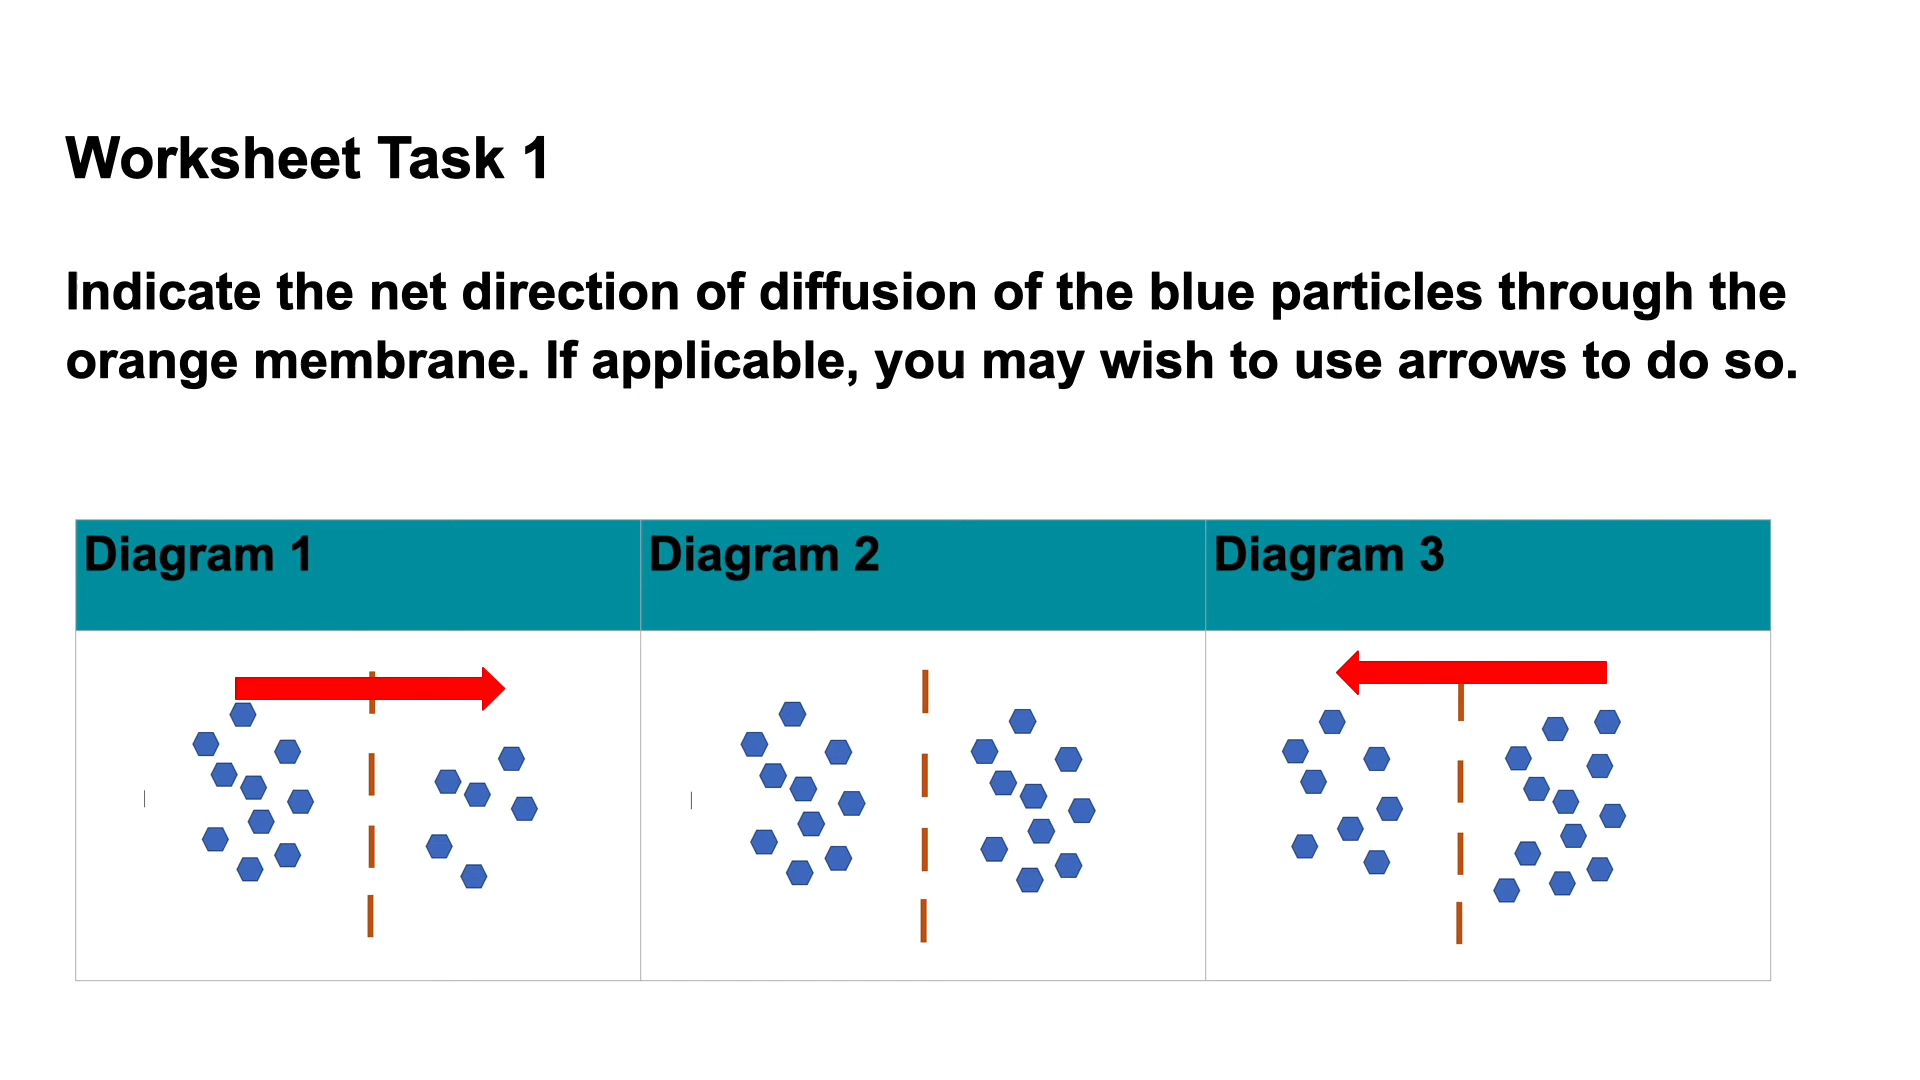 Worksheet Task 1
Indicate the net direction of diffusion of the blue particles through the
orange membrane. If applicable, you may wish to use arrows to do so.
Diagram 1
Diagram 2
Diagram 3